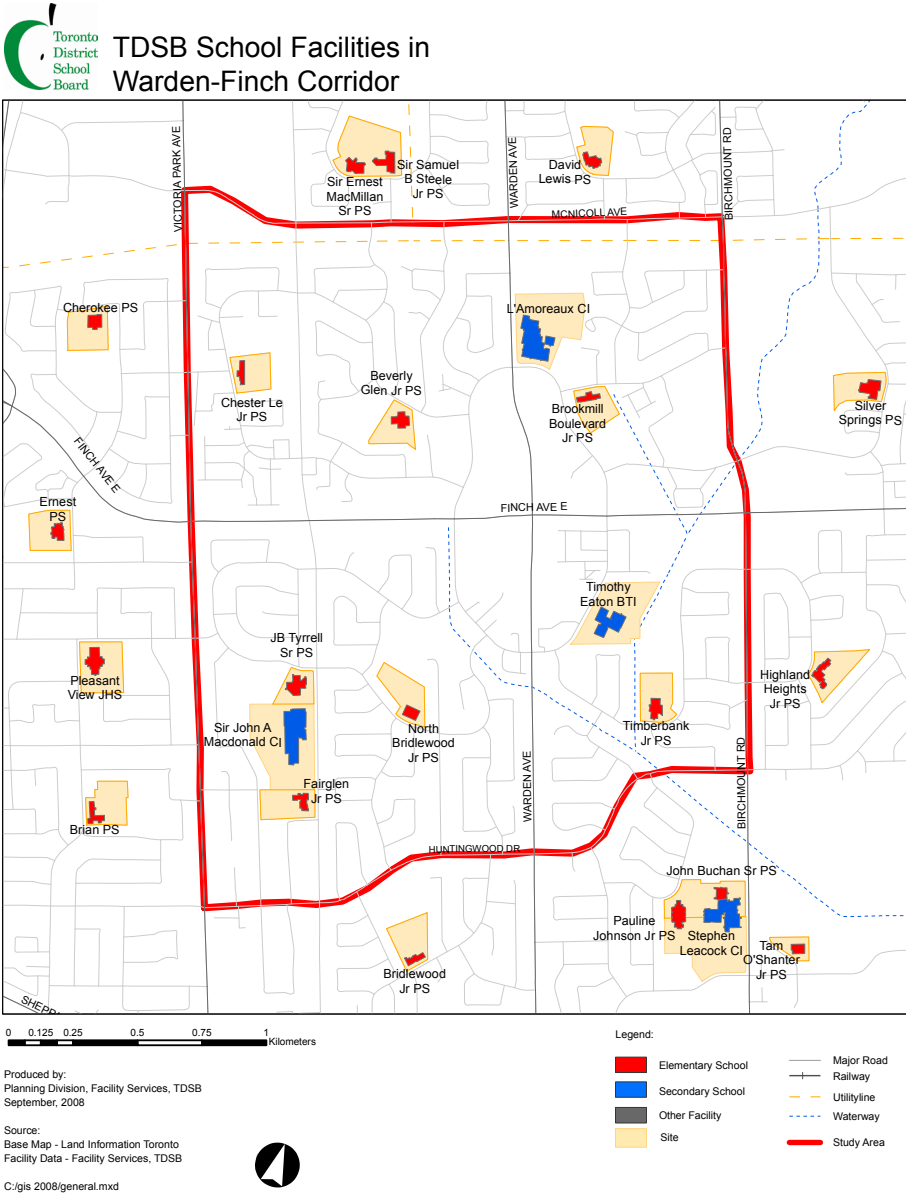 Toronto
District
School
Board
TDSB School Facilities in
Warden-Finch Corridor
VICTORIA PARK AVE
WARDEN AVE
BIRCHMOUNT RD
Sir Ernest
MacMillan
Sr PS
Sir Samuel
B Steele
Jr PS
David
Lewis PS
MCNICOLL AVE
Cherokee PS
L'Amoreaux CI
Chester Le
Jr PS
Beverly
Glen Jr PS
Brookmill
Boulevard
Jr PS
Silver
Springs PS
FINCH AVE E
Ernest
PS
FINCH AVE E
Timothy
Eaton BTI
JB Tyrrell
Sr PS
Pleasant
View JHS
Highland
Heights
Jr PS
Sir John A
Macdonald CI
North
Bridlewood
Jr PS
Timberbank
Jr PS
WARDEN AVE
BIRCHMOUNT RD
Fairglen
Jr PS
Brian PS
HUNTINGWOOD DR
John Buchan Sr PS
Pauline
Johnson Jr PS
Stephen
Leacock CI
Tam
O'Shanter
Jr PS
Bridlewood
Jr PS
SHEPP
0 0.125 0.25 0.5 0.75 1
Kilometers
Produced by:
Planning Division, Facility Services, TDSB
September, 2008
Source:
Base Map - Land Information Toronto
Facility Data - Facility Services, TDSB
C:/gis 2008/general.mxd
Legend:
Elementary School
Secondary School
Other Facility
Site
Major Road
Railway
Utilityline
Waterway
Study Area